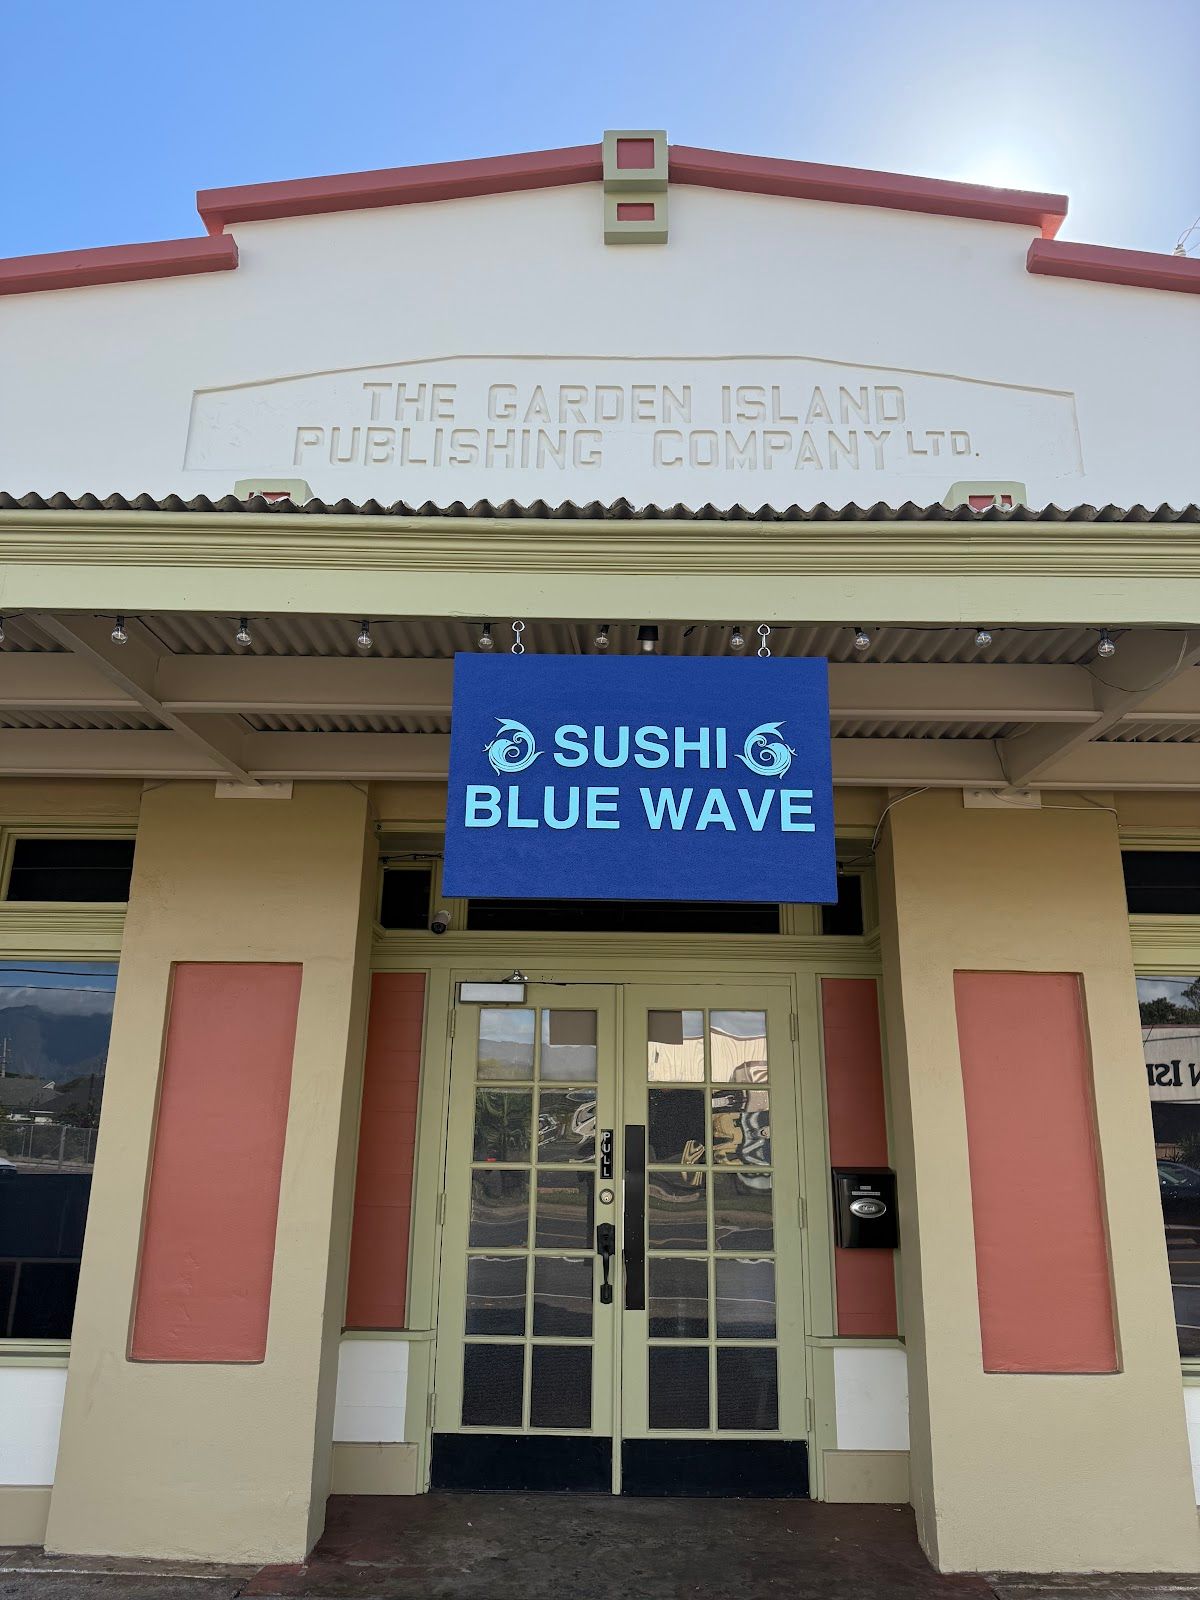 THE GARDEN ISLAND
PUBLISHING COMPANY LTD.
SUSHI
BLUE WAVE
PULL